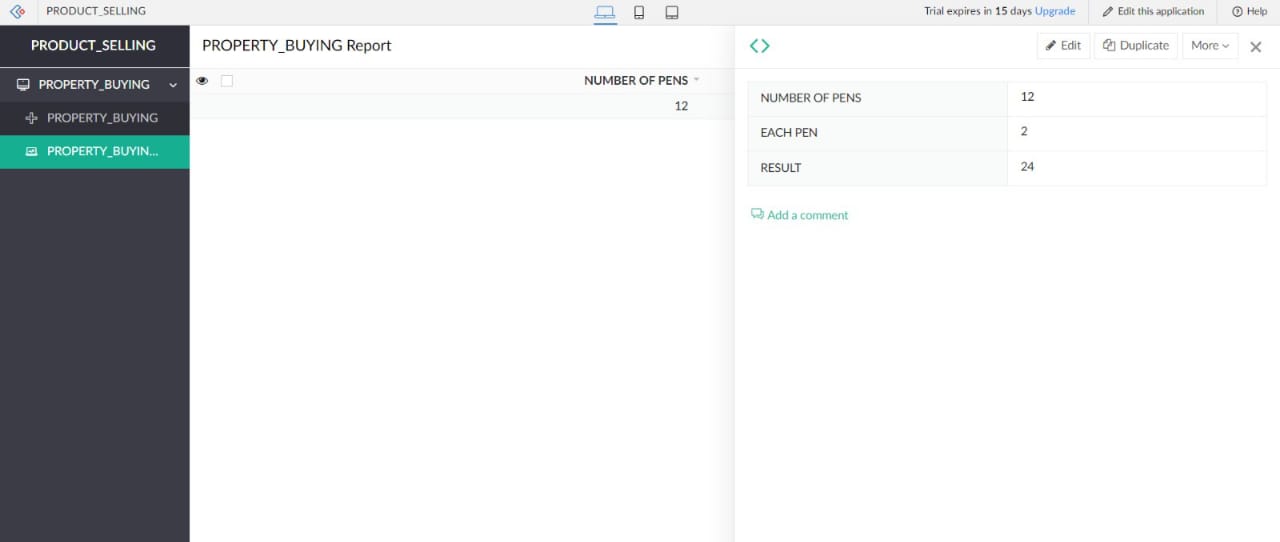 PRODUCT_SELLING
Trial expires in 15 days Upgrade
Edit this application
Help
PRODUCT_SELLING
PROPERTY_BUYING
PROPERTY_BUYING
PROPERTY_BUYIN...
PROPERTY_BUYING Report
NUMBER OF PENS
12
Edit
Duplicate
More
NUMBER OF PENS 12
EACH PEN 2
RESULT 24
Add a comment